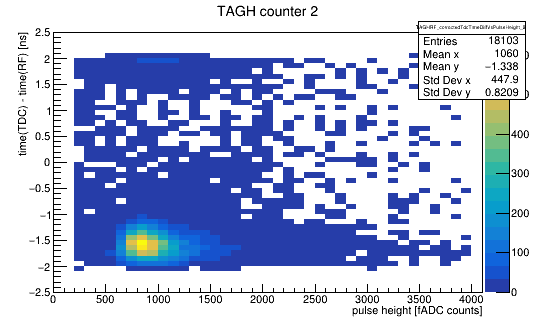 TAGH counter 2
Entries 18103
Mean x 1060
Mean y −1.338
Std Dev x 447.9
Std Dev y 0.8209
time(TDC) - time(RF) [ns]
2.5
2
1.5
1
0.5
0
−0.5
−1
−1.5
−2
−2.5
0 500 1000 1500 2000 2500 3000 3500 4000
pulse height [fADC counts]
400
300
200
100
0